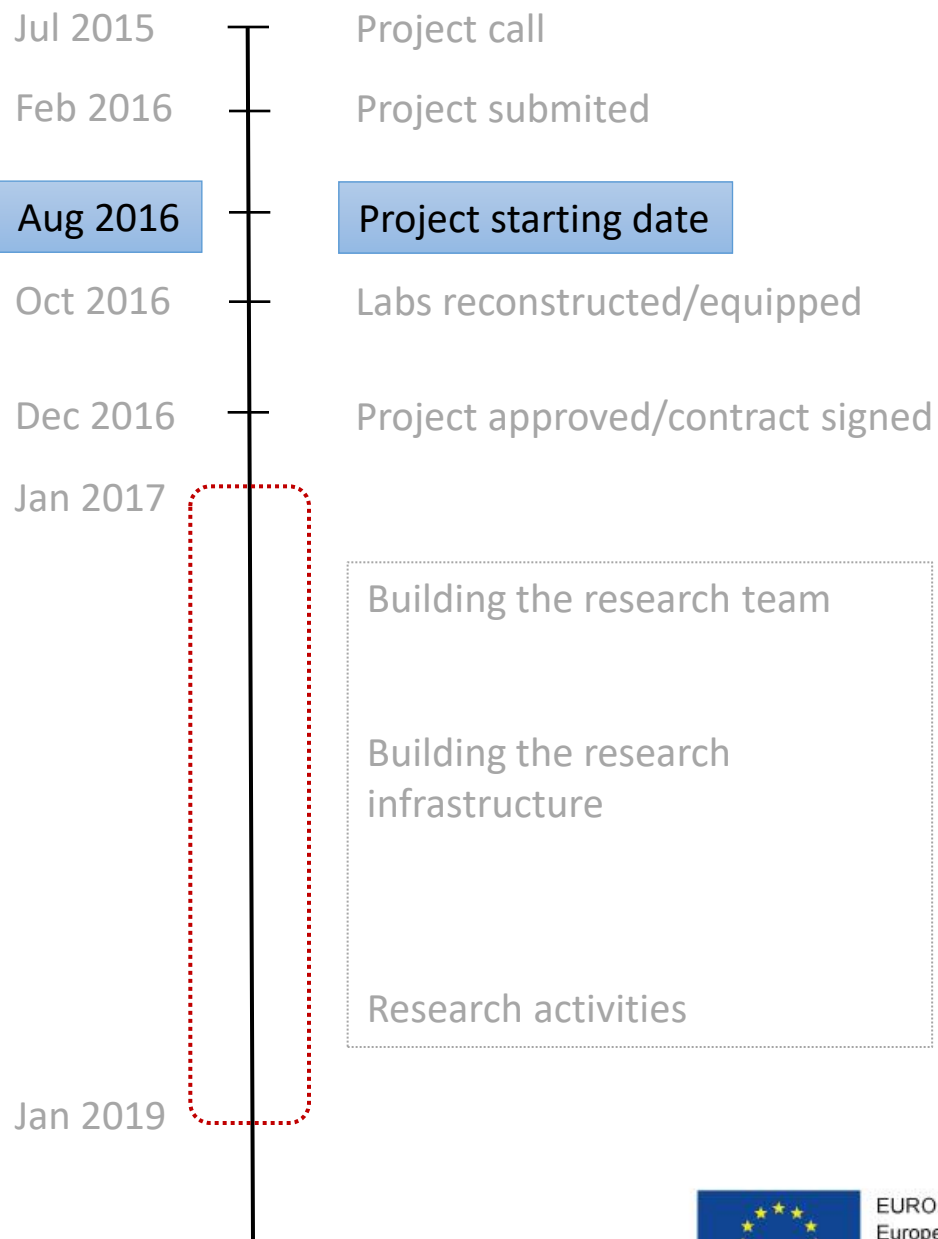 Jul 2015 Project call
Feb 2016 Project submited
Aug 2016 Project starting date
Oct 2016 Labs reconstructed/equipped
Dec 2016 Project approved/contract signed
Jan 2017
Building the research team
Building the research
infrastructure
Research activities
Jan 2019